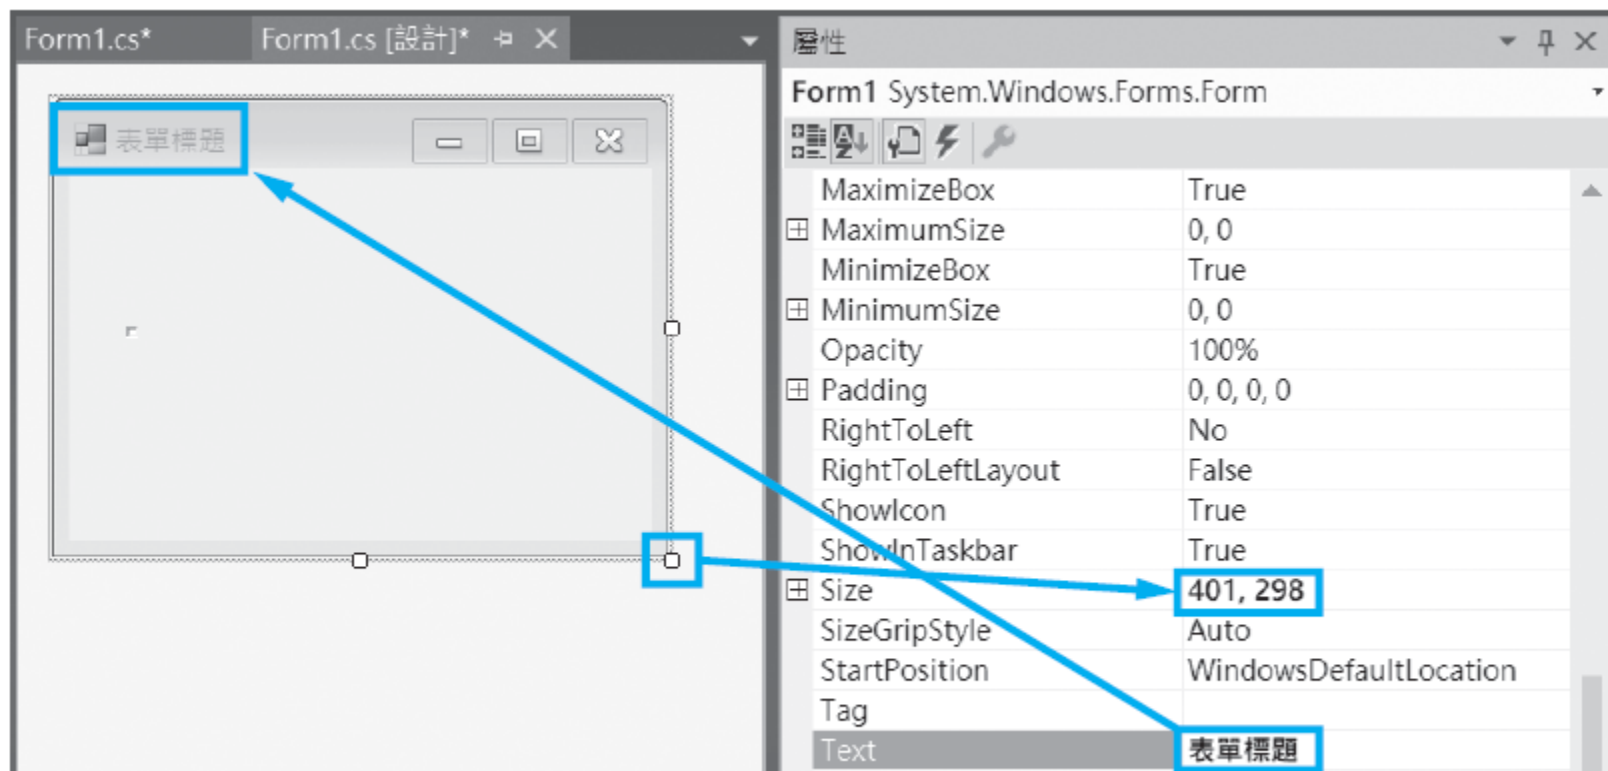 Form1.cs*
Form1.cs [設計]*
表單標題
屬性
Form1 System.Windows.Forms.Form
MaximizeBox True
MaximumSize 0, 0
MinimizeBox True
MinimumSize 0, 0
Opacity 100%
Padding 0, 0, 0, 0
RightToLeft No
RightToLeftLayout False
ShowIcon True
ShowInTaskbar True
Size 401, 298
SizeGripStyle Auto
StartPosition WindowsDefaultLocation
Tag
Text 表單標題